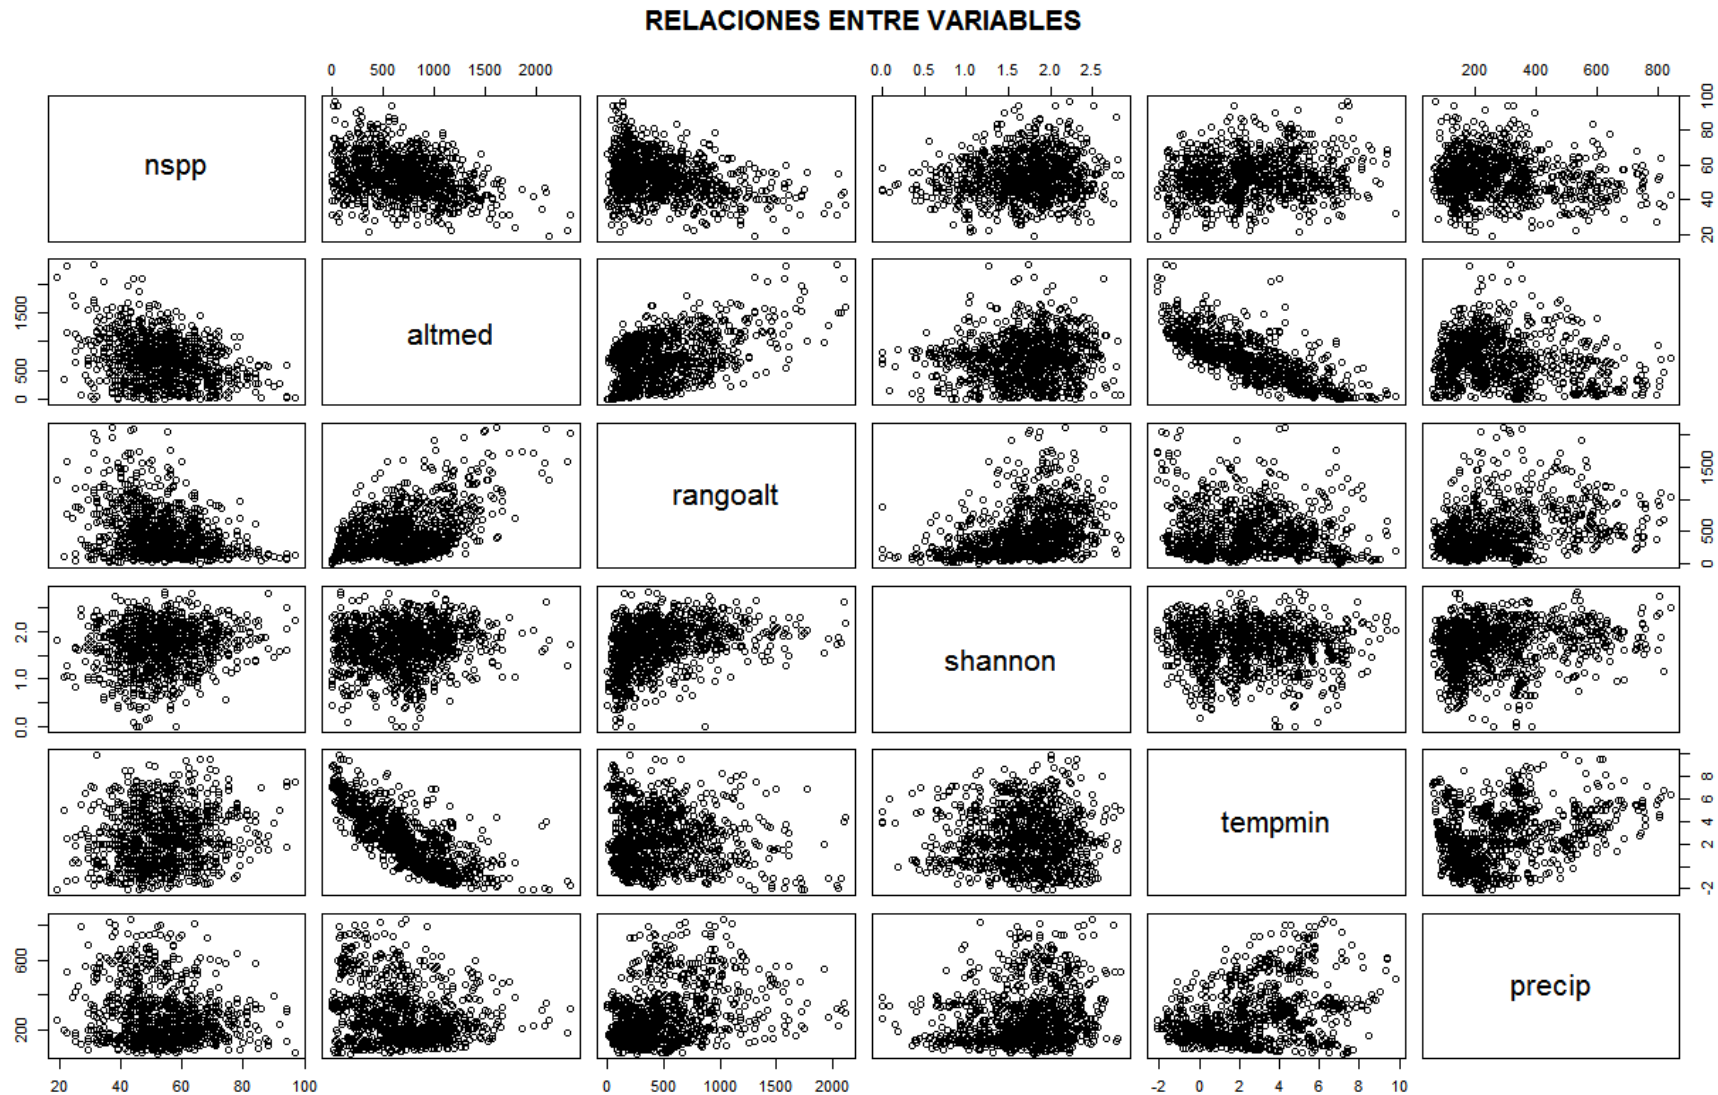 RELACIONES ENTRE VARIABLES
0 500 1000 1500 2000
0.0 0.5 1.0 1.5 2.0 2.5
200 400 600 800
nspp
20 40 60 80 100
altmed
0 500 1500
rangoalt
0 500 1500
shannon
0.0 1.0 2.0
tempmin
-2 2 4 6 8
precip
200 600
20 40 60 80 100
0 500 1000 1500 2000
-2 0 2 4 6 8 10